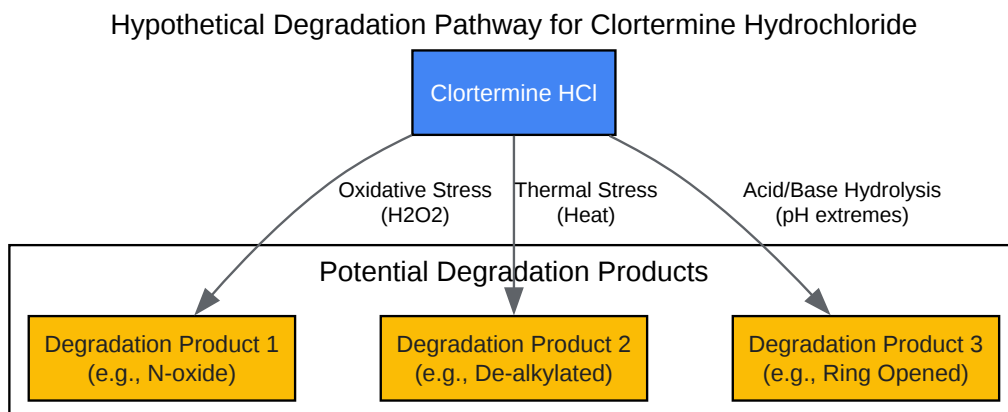 Hypothetical Degradation Pathway for Clortermine Hydrochloride
Clortermine HCl
Oxidative Stress
(H2O2)
Thermal Stress
(Heat)
Acid/Base Hydrolysis
(pH extremes)
Potential Degradation Products
Degradation Product 1
(e.g., N-oxide)
Degradation Product 2
(e.g., De-alkylated)
Degradation Product 3
(e.g., Ring Opened)